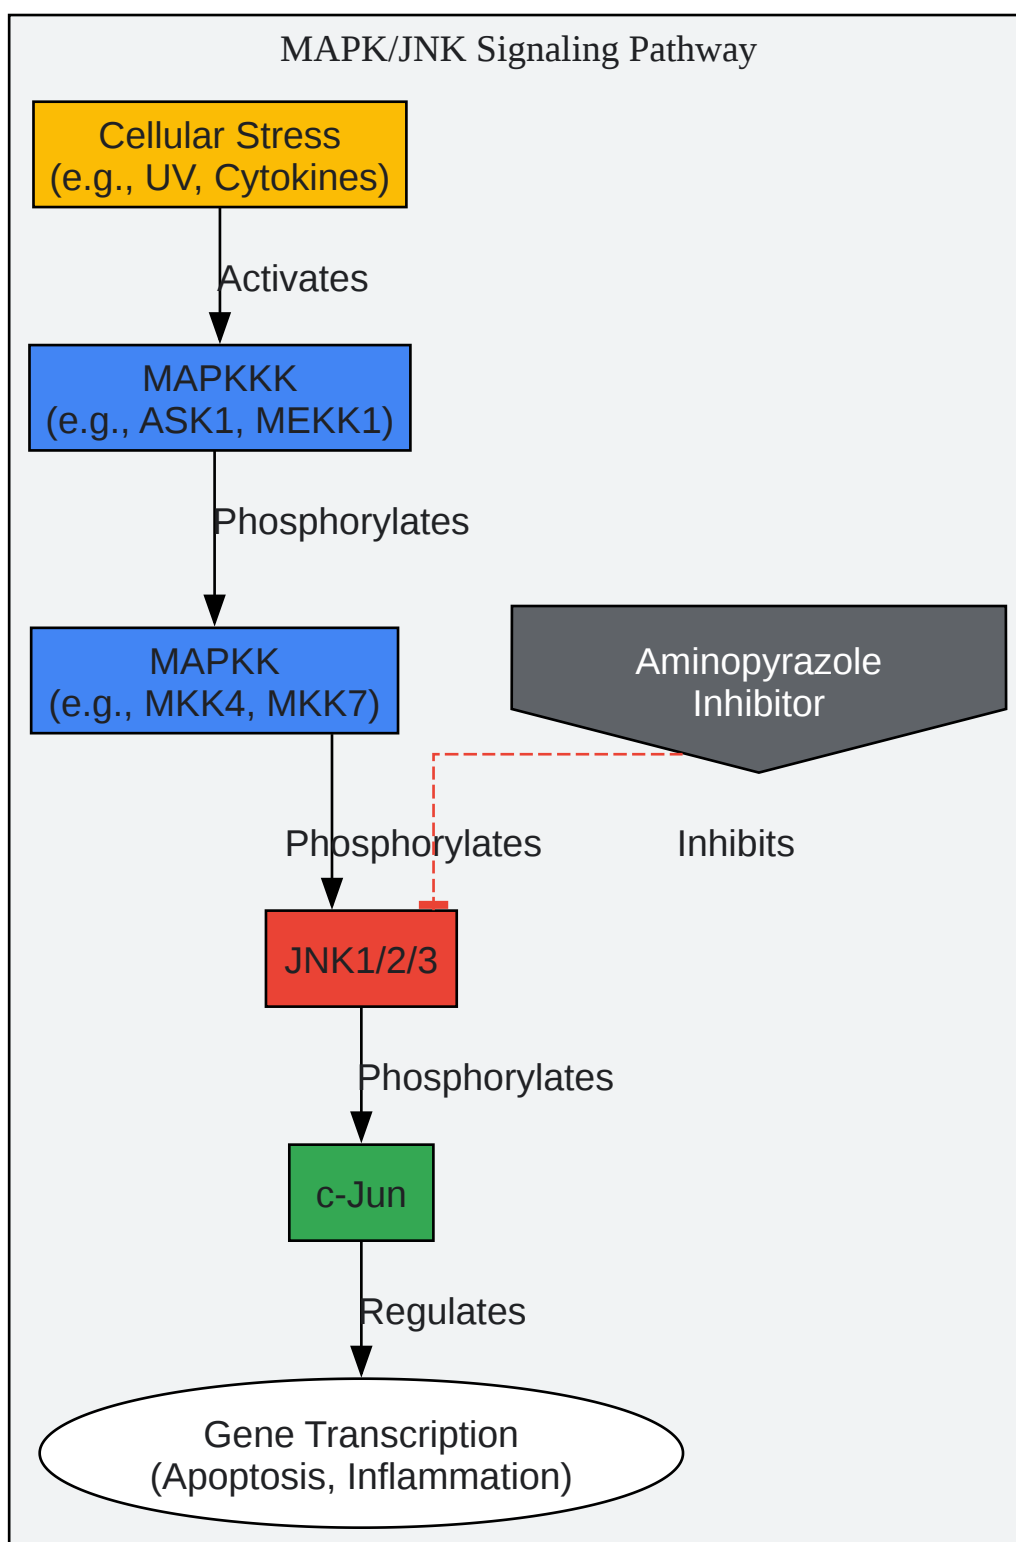 MAPK/JNK Signaling Pathway
Cellular Stress
(e.g., UV, Cytokines)
Activates
MAPKKK
(e.g., ASK1, MEKK1)
Phosphorylates
MAPKK
(e.g., MKK4, MKK7)
Aminopyrazole
Inhibitor
Phosphorylates
Inhibits
JNK1/2/3
Phosphorylates
c-Jun
Regulates
Gene Transcription
(Apoptosis, Inflammation)